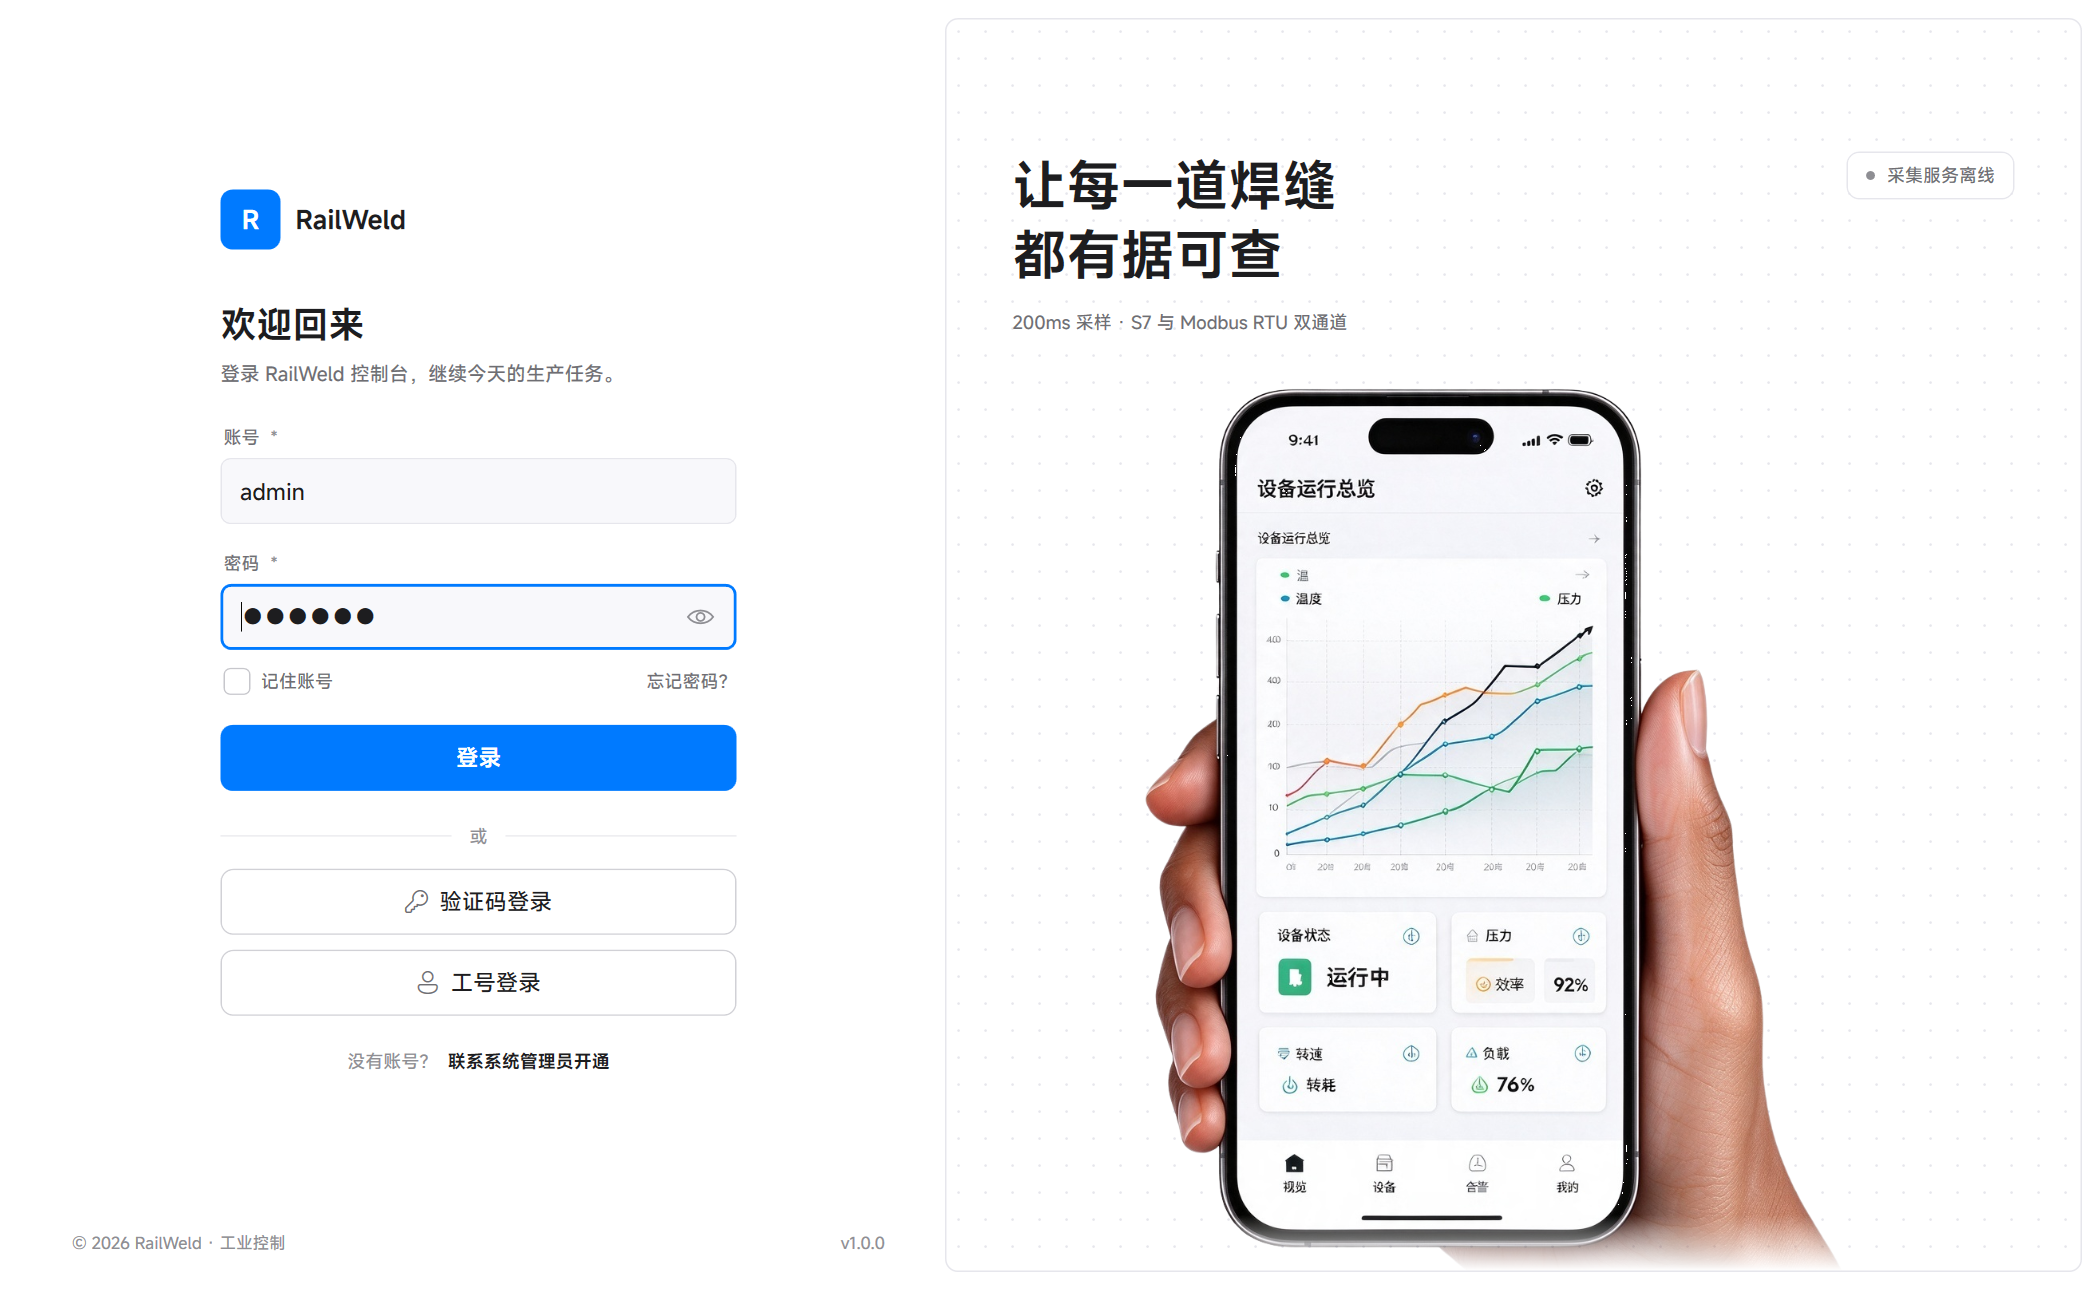 R RailWeld
欢迎回来
登录 RailWeld 控制台，继续今天的生产任务。
账号 *
admin
密码 *
●●●●●●
记住账号 忘记密码?
登录
或
验证码登录
工号登录
没有账号? 联系系统管理员开通
© 2026 RailWeld · 工业控制 v1.0.0
让每一道焊缝
都有据可查
采集服务离线
200ms 采样 · S7 与 Modbus RTU 双通道
9:41
设备运行总览
设备运行总览
温
温度 压力
10
0
设备状态
运行中
压力
效率 92%
转速
转耗
负载
76%
设备 我的